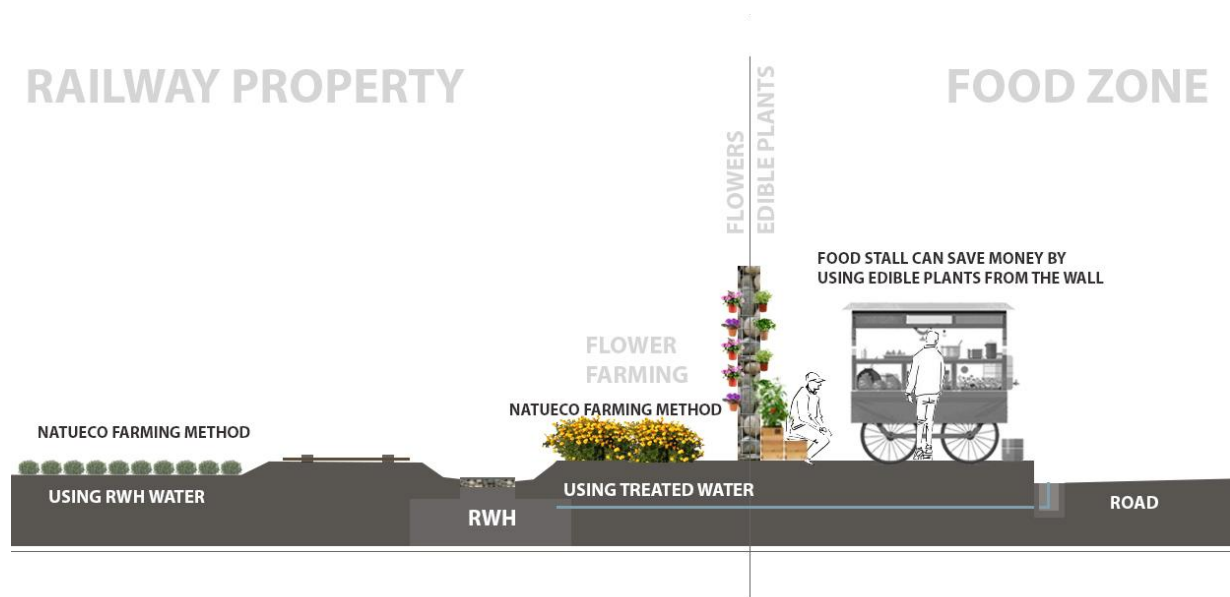 RAILWAY PROPERTY
FOOD ZONE
FLOWERS
EDIBLE PLANTS
FOOD STALL CAN SAVE MONEY BY
USING EDIBLE PLANTS FROM THE WALL
FLOWER
FARMING
NATUECO FARMING METHOD
NATUECO FARMING METHOD
USING RWH WATER
RWH
USING TREATED WATER
ROAD